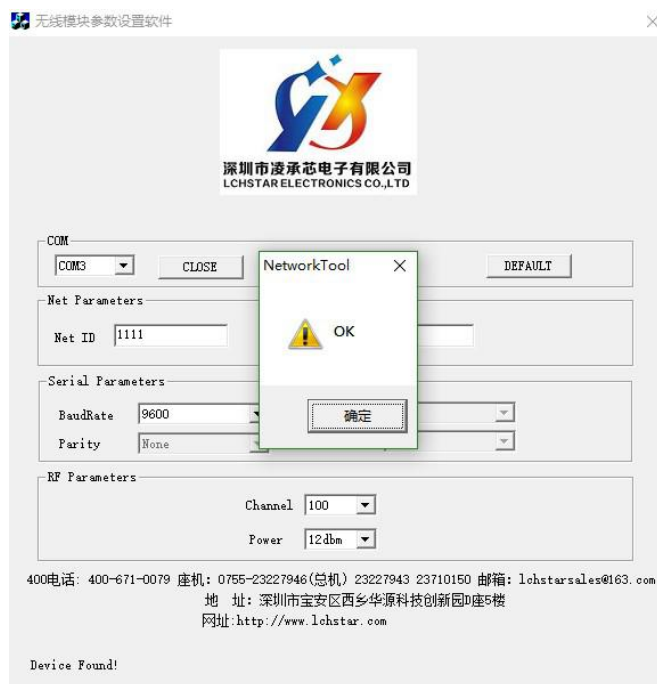 无线模块参数设置软件
深圳市凌承芯电子有限公司
LCHSTAR ELECTRONICS CO.,LTD
COM
COM3
CLOSE
DEFAULT
NetworkTool
OK
确定
Net Parameters
Net ID 1111
Serial Parameters
BaudRate 9600
Parity None
RF Parameters
Channel 100
Power 12dbm
400电话: 400-671-0079 座机: 0755-23227946(总机) 23227943 23710150 邮箱: lchstarsales@163.com
地 址: 深圳市宝安区西乡华源科技创新园D座5楼
网址:http://www.lchstar.com
Device Found!